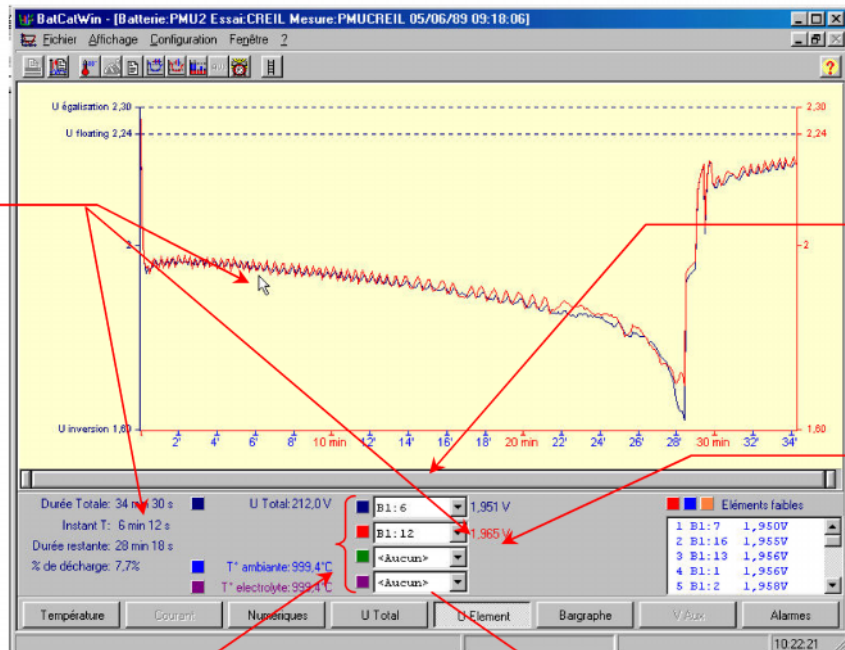 BatCatWin - [Batterie:PMU2 Essai:CREIL Mesure:PMUCREIL 05/06/89 09:18:06]
Fichier Affichage Configuration Fenêtre ?
U égalisation 2,30
2,30
U floating 2,24
2,24
2
2
U inversion 1,60
1,60
2' 4' 6' 8' 10 min 12' 14' 16' 18' 20 min 22' 24' 26' 28' 30 min 32' 34'
Durée Totale: 34 min 30 s
U Total: 212,0 V
B1:6
1,951 V
Eléments faibles
Instant T: 6 min 12 s
B1:12
1,965 V
1 B1:7 1,950V
Durée restante: 28 min 18 s
2 B1:16 1,955V
% de décharge: 7,7%
T° ambiante: 999,4°C
<Aucun>
3 B1:13 1,956V
4 B1:1 1,956V
T° electrolyte: 999,4°C
<Aucun>
5 B1:2 1,958V
Température Courant Numériques U Total U Element Bargraphe V Aux Alarmes
10:22:21